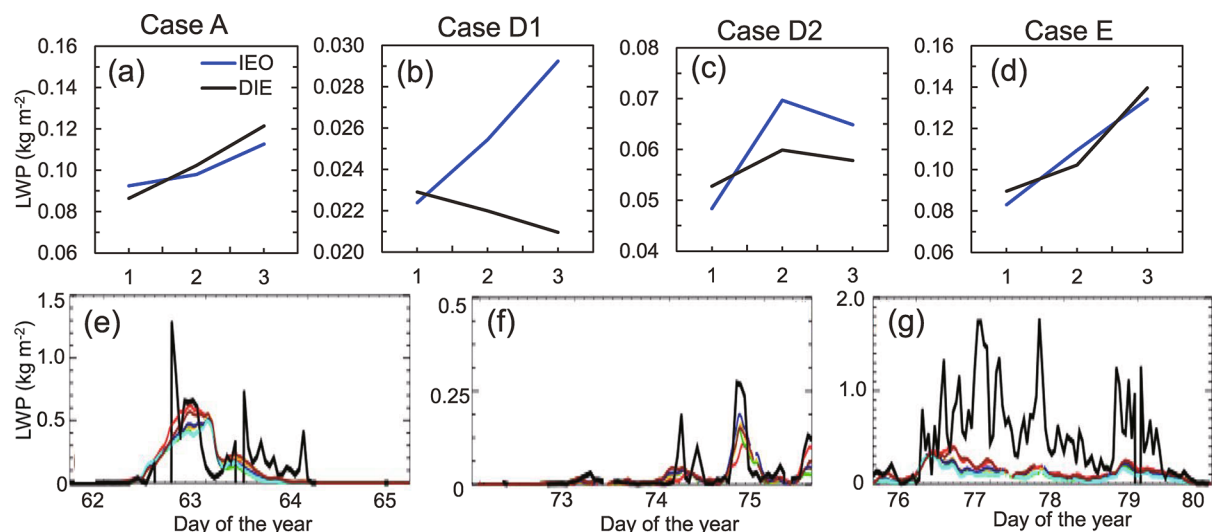 Case A Case D1 Case D2 Case E
(a) (b) (c) (d)
IEO
DIE
LWP (kg m-2)
0.16 0.030 0.08 0.16
0.14 0.028 0.07 0.14
0.12 0.026 0.06 0.12
0.10 0.024 0.05 0.10
0.08 0.022 0.04 0.08
0.06 0.020 0.06
1 2 3 1 2 3 1 2 3 1 2 3
(e) (f) (g)
LWP (kg m-2)
1.5 0.5 2.0
1.0 0.25 1.0
0.5
0 0 0
62 63 64 65 73 74 75 76 77 78 79 80
Day of the year Day of the year Day of the year